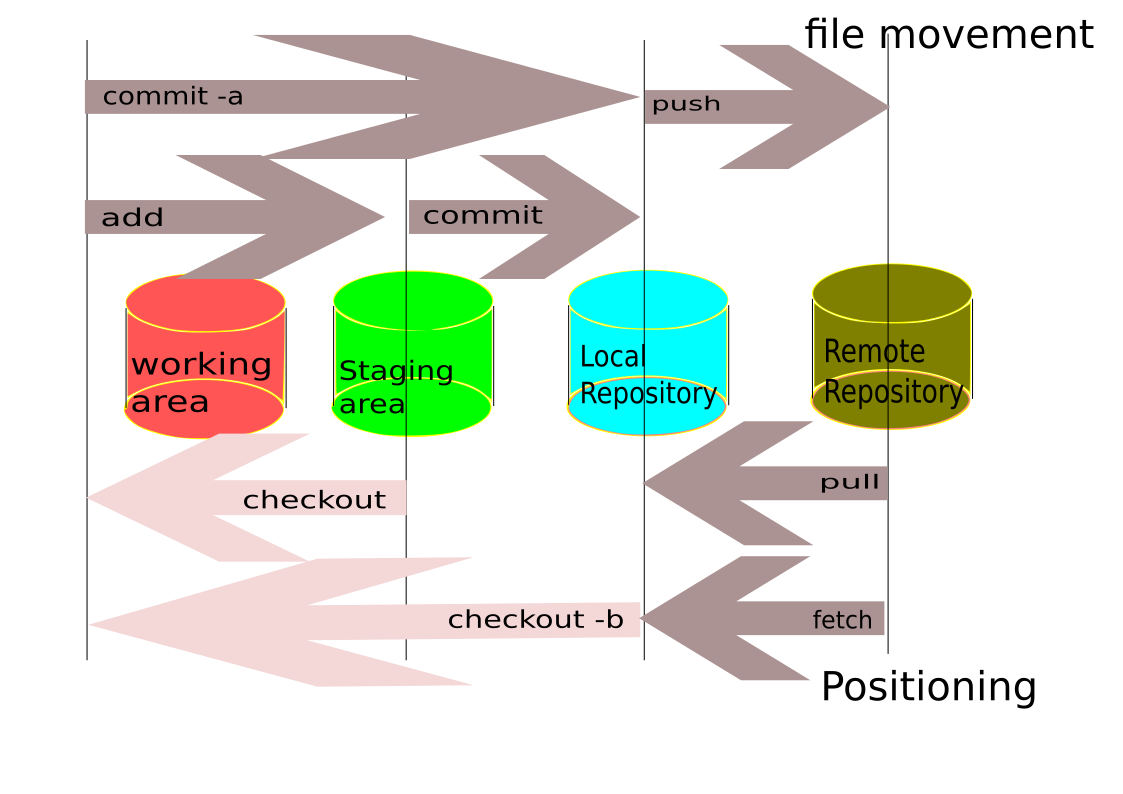 file movement
commit -a
push
add
commit
working
area
Staging
area
Local
Repository
Remote
Repository
checkout
pull
checkout -b
fetch
Positioning